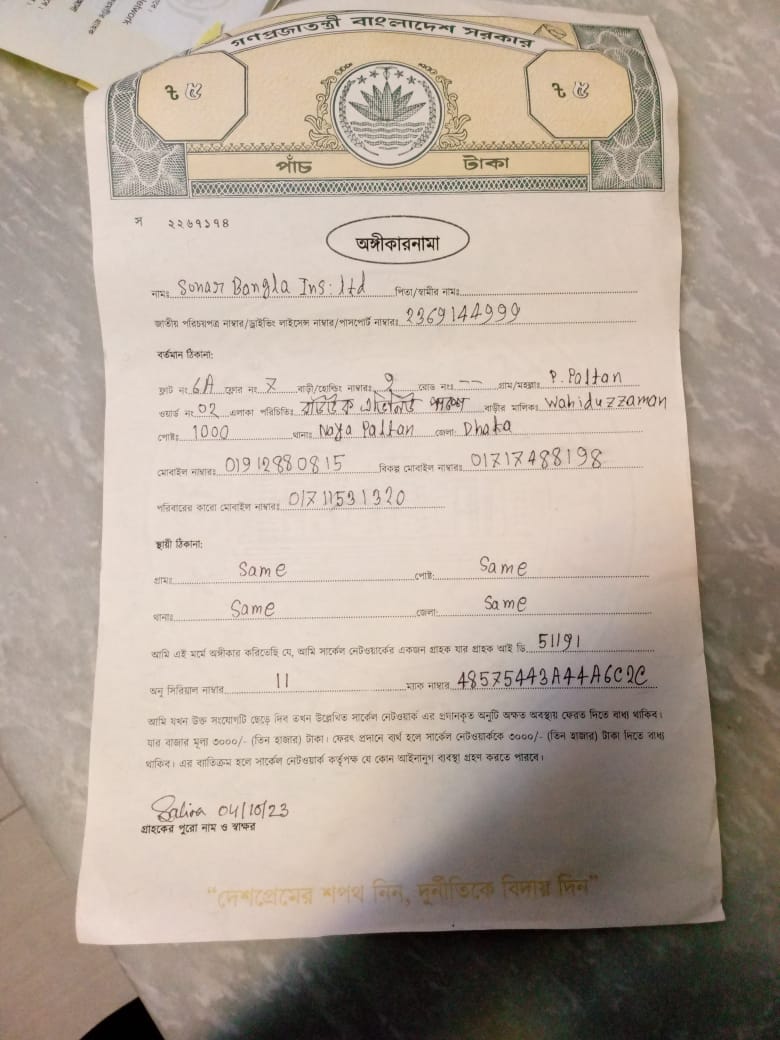 Network
গণপ্রজাতন্ত্রী বাংলাদেশ সরকার
৳ ৫ ৳ ৫
পাঁচ টাকা
স ২২৬৭১৭৪
অঙ্গীকারনামা
নামঃ Sonar Bangla Ins: ltd পিতা/স্বামীর নামঃ
জাতীয় পরিচয়পত্র নাম্বার/ড্রাইভিং লাইসেন্স নাম্বার/পাসপোর্ট নাম্বারঃ 2369144999
বর্তমান ঠিকানা:
ফ্লাট নং 6A ফ্লোর নং 7 বাড়ী/হোল্ডিং নাম্বারঃ রোড নংঃ -- গ্রাম/মহল্লাঃ P. Paltan
ওয়ার্ড নং 02 এলাকা পরিচিতিঃ বাড়ীর মালিকঃ Wahiduzzaman
পোষ্টঃ 1000 থানাঃ Naya Paltan জেলা: Dhaka
মোবাইল নাম্বারঃ 01912880815 বিকল্প মোবাইল নাম্বারঃ 01717488198
পরিবারের কারো মোবাইল নাম্বারঃ 01711531320
স্থায়ী ঠিকানা:
গ্রামঃ Same পোষ্ট: Same
থানাঃ Same জেলা: Same
আমি এই মর্মে অঙ্গীকার করিতেছি যে, আমি সার্কেল নেটওয়ার্কের একজন গ্রাহক যার গ্রাহক আই ডি 51191
অনু সিরিয়াল নাম্বার 11 ম্যাক নাম্বার 48575443A44A6C2C
আমি যখন উক্ত সংযোগটি ছেড়ে দিব তখন উল্লেখিত সার্কেল নেটওয়ার্ক এর প্রদানকৃত অনুটি অক্ষত অবস্থায় ফেরত দিতে বাধ্য থাকিব।
যার বাজার মূল্য ৩০০০/- (তিন হাজার) টাকা। ফেরৎ প্রদানে ব্যর্থ হলে সার্কেল নেটওয়ার্ককে ৩০০০/- (তিন হাজার) টাকা দিতে বাধ্য
থাকিব। এর ব্যতিক্রম হলে সার্কেল নেটওয়ার্ক কর্তৃপক্ষ যে কোন আইনানুগ ব্যবস্থা গ্রহণ করতে পারবে।
Salina 04/10/23
গ্রাহকের পুরো নাম ও স্বাক্ষর
“দেশপ্রেমের শপথ নিন, দুর্নীতিকে বিদায় দিন”